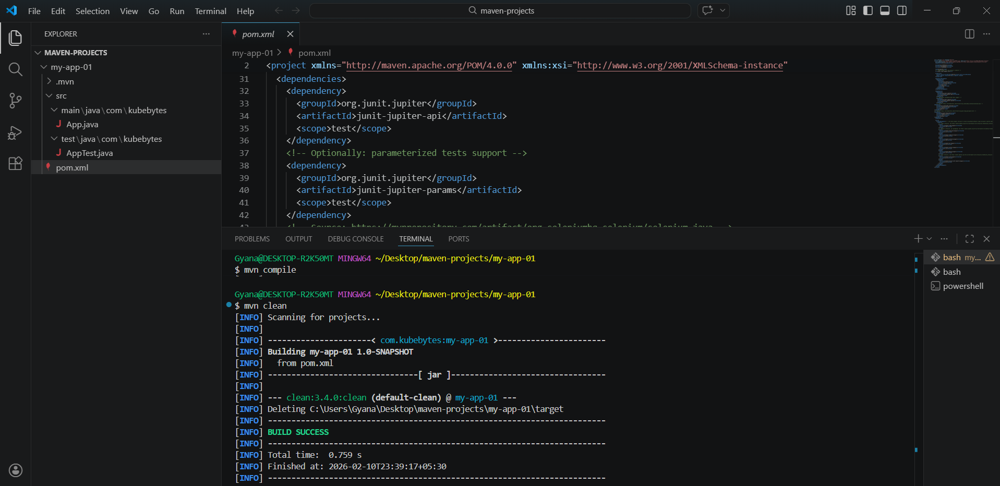 File Edit Selection View Go Run Terminal Help
maven-projects
EXPLORER
MAVEN-PROJECTS
my-app-01
.mvn
src
main\java\com\kubebytes
App.java
test\java\com\kubebytes
AppTest.java
pom.xml
pom.xml
my-app-01 > pom.xml
2 <project xmlns="http://maven.apache.org/POM/4.0.0" xmlns:xsi="http://www.w3.org/2001/XMLSchema-instance"
31 <dependencies>
32 <dependency>
33 <groupId>org.junit.jupiter</groupId>
34 <artifactId>junit-jupiter-api</artifactId>
35 <scope>test</scope>
36 </dependency>
37 <!-- Optionally: parameterized tests support -->
38 <dependency>
39 <groupId>org.junit.jupiter</groupId>
40 <artifactId>junit-jupiter-params</artifactId>
41 <scope>test</scope>
42 </dependency>
PROBLEMS OUTPUT DEBUG CONSOLE TERMINAL PORTS
Gyana@DESKTOP-R2K50MT MINGW64 ~/Desktop/maven-projects/my-app-01
$ mvn compile
Gyana@DESKTOP-R2K50MT MINGW64 ~/Desktop/maven-projects/my-app-01
$ mvn clean
[INFO] Scanning for projects...
[INFO]
[INFO] ----------------------< com.kubebytes:my-app-01 >-----------------------
[INFO] Building my-app-01 1.0-SNAPSHOT
[INFO]   from pom.xml
[INFO] --------------------------------[ jar ]---------------------------------
[INFO]
[INFO] --- clean:3.4.0:clean (default-clean) @ my-app-01 ---
[INFO] Deleting C:\Users\Gyana\Desktop\maven-projects\my-app-01\target
[INFO] ------------------------------------------------------------------------
[INFO] BUILD SUCCESS
[INFO] ------------------------------------------------------------------------
[INFO] Total time:  0.759 s
[INFO] Finished at: 2026-02-10T23:39:17+05:30
[INFO] ------------------------------------------------------------------------
bash my...
bash
powershell